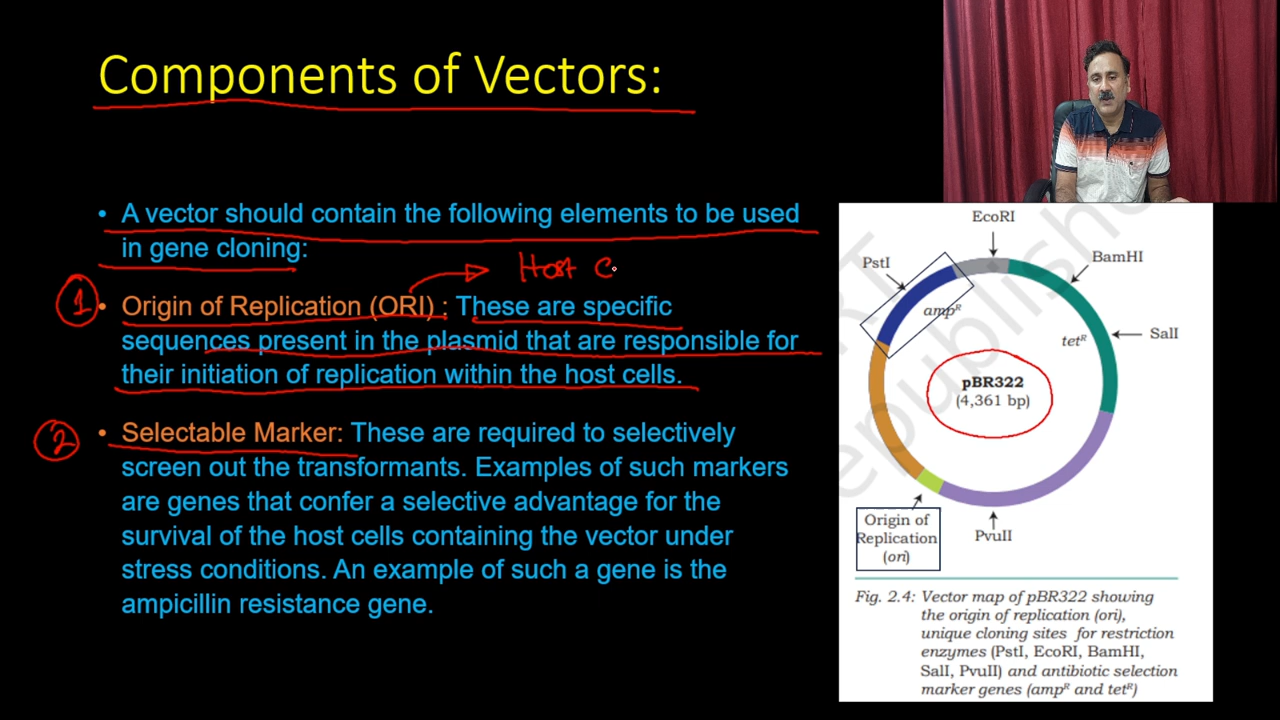 Components of Vectors:
• A vector should contain the following elements to be used
in gene cloning:
Host C
1
• Origin of Replication (ORI) : These are specific
sequences present in the plasmid that are responsible for
their initiation of replication within the host cells.
2
• Selectable Marker: These are required to selectively
screen out the transformants. Examples of such markers
are genes that confer a selective advantage for the
survival of the host cells containing the vector under
stress conditions. An example of such a gene is the
ampicillin resistance gene.
EcoRI
PstI
BamHI
ampR
SalI
tetR
pBR322
(4,361 bp)
Origin of
Replication
(ori)
PvuII
Fig. 2.4: Vector map of pBR322 showing
the origin of replication (ori),
unique cloning sites for restriction
enzymes (PstI, EcoRI, BamHI,
SalI, PvuII) and antibiotic selection
marker genes (ampR and tetR)